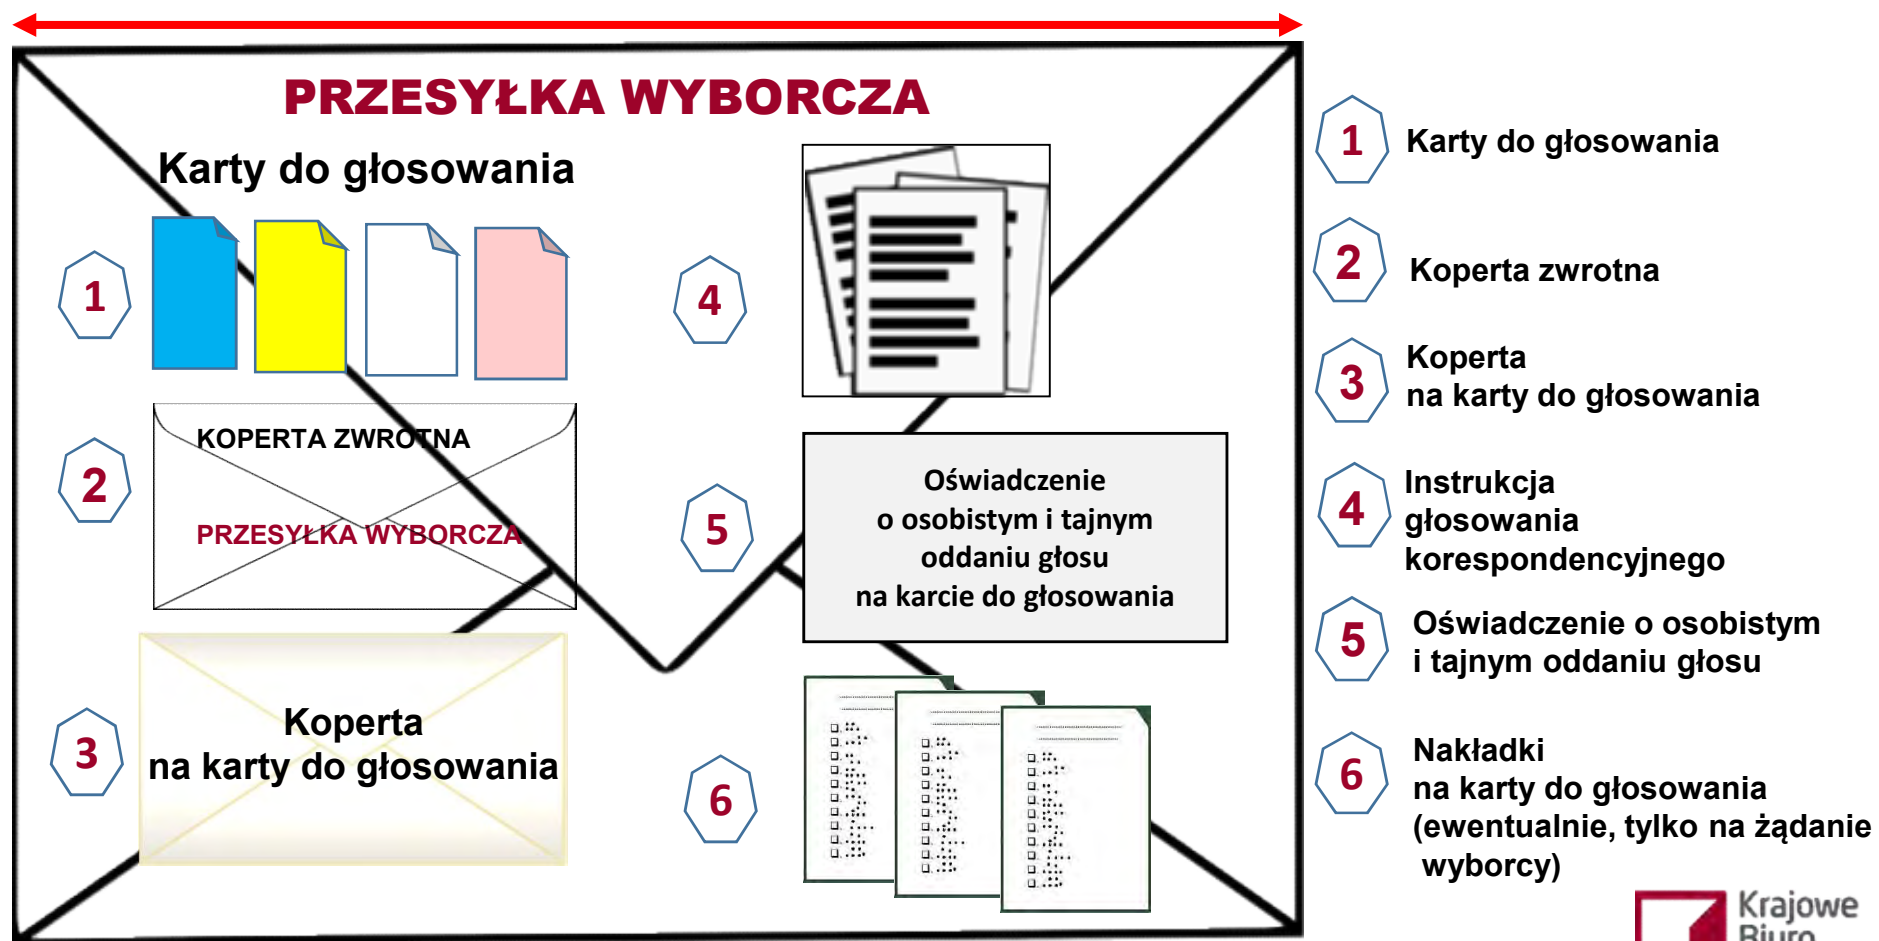 PRZESYŁKA WYBORCZA
Karty do głosowania
1
2
KOPERTA ZWROTNA
PRZESYŁKA WYBORCZA
3
Koperta
na karty do głosowania
4
5
Oświadczenie
o osobistym i tajnym
oddaniu głosu
na karcie do głosowania
6
1
Karty do głosowania
2
Koperta zwrotna
3
Koperta
na karty do głosowania
4
Instrukcja
głosowania
korespondencyjnego
5
Oświadczenie o osobistym
i tajnym oddaniu głosu
6
Nakładki
na karty do głosowania
(ewentualnie, tylko na żądanie
wyborcy)
Krajowe
Biuro